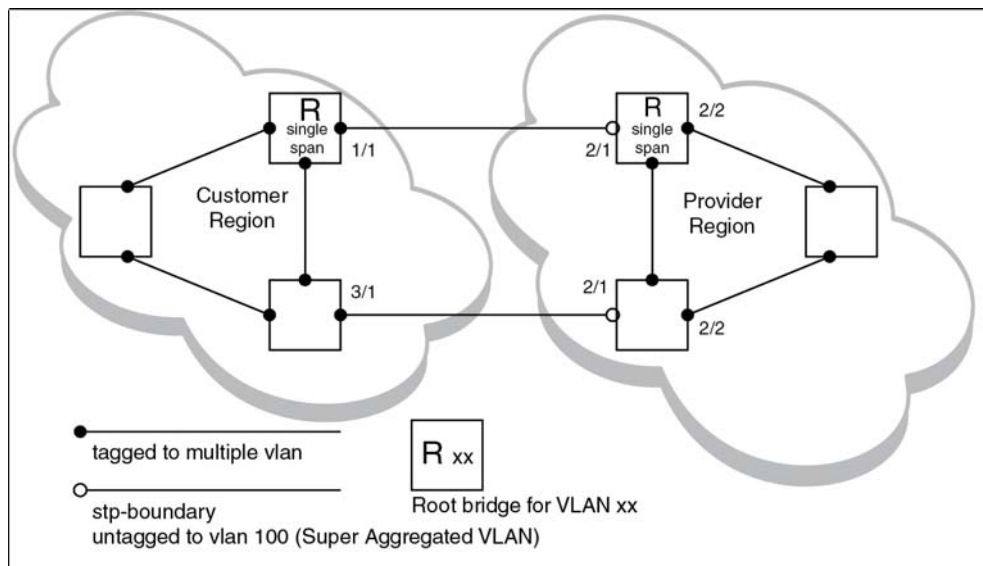 R
single
span
1/1
Customer
Region
3/1
R
single
span
2/2
2/1
Provider
Region
2/1
2/2
tagged to multiple vlan
stp-boundary
untagged to vlan 100 (Super Aggregated VLAN)
R xx
Root bridge for VLAN xx